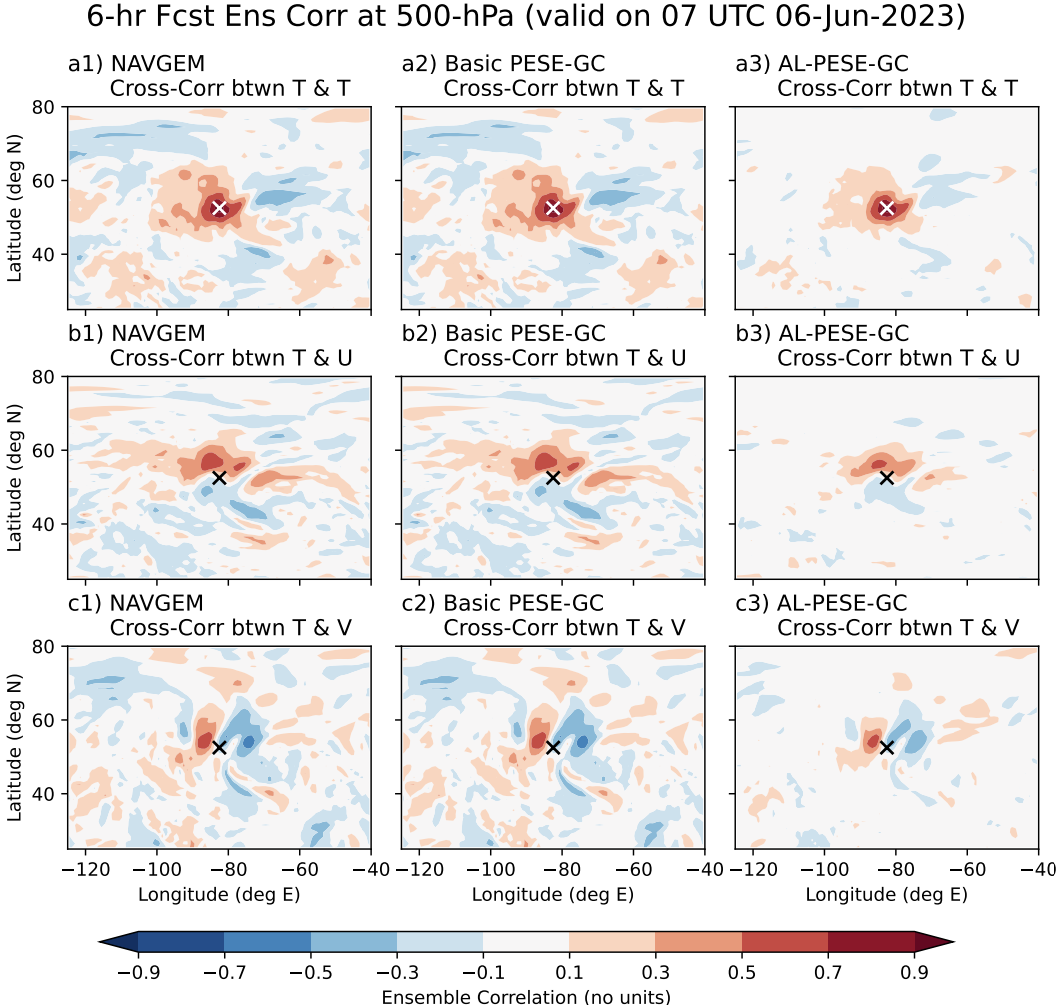 6-hr Fcst Ens Corr at 500-hPa (valid on 07 UTC 06-Jun-2023)
a1) NAVGEM
Cross-Corr btwn T & T
a2) Basic PESE-GC
Cross-Corr btwn T & T
a3) AL-PESE-GC
Cross-Corr btwn T & T
80
60
40
Latitude (deg N)
b1) NAVGEM
Cross-Corr btwn T & U
b2) Basic PESE-GC
Cross-Corr btwn T & U
b3) AL-PESE-GC
Cross-Corr btwn T & U
80
60
40
Latitude (deg N)
c1) NAVGEM
Cross-Corr btwn T & V
c2) Basic PESE-GC
Cross-Corr btwn T & V
c3) AL-PESE-GC
Cross-Corr btwn T & V
80
60
40
Latitude (deg N)
−120 −100 −80 −60 −40
−120 −100 −80 −60 −40
−120 −100 −80 −60 −40
Longitude (deg E)
Longitude (deg E)
Longitude (deg E)
−0.9 −0.7 −0.5 −0.3 −0.1 0.1 0.3 0.5 0.7 0.9
Ensemble Correlation (no units)